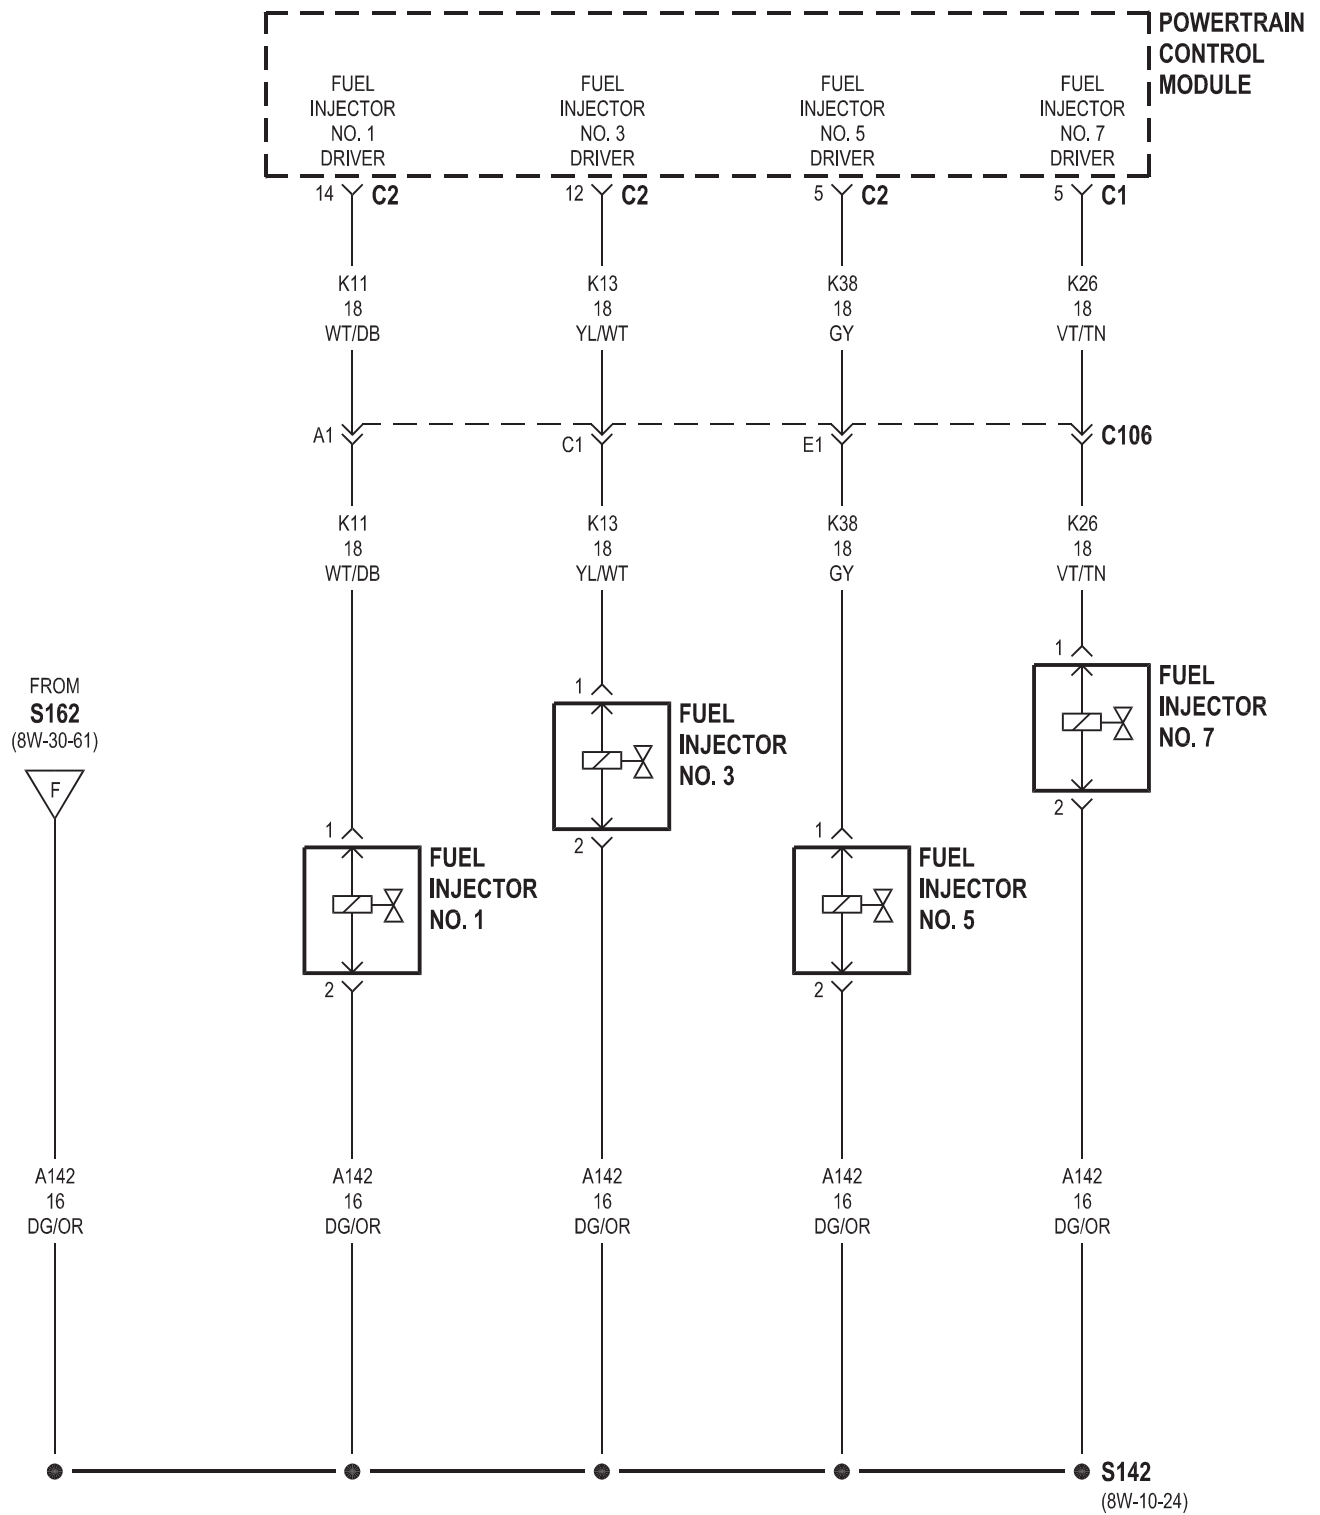 POWERTRAIN
CONTROL
MODULE
FUEL
INJECTOR
NO. 1
DRIVER
FUEL
INJECTOR
NO. 3
DRIVER
FUEL
INJECTOR
NO. 5
DRIVER
FUEL
INJECTOR
NO. 7
DRIVER
14 C2
12 C2
5 C2
5 C1
K11
18
WT/DB
K13
18
YL/WT
K38
18
GY
K26
18
VT/TN
A1
C1
E1
C106
K11
18
WT/DB
K13
18
YL/WT
K38
18
GY
K26
18
VT/TN
FROM
S162
(8W-30-61)
F
1
FUEL
INJECTOR
NO. 1
2
1
FUEL
INJECTOR
NO. 3
2
1
FUEL
INJECTOR
NO. 5
2
1
FUEL
INJECTOR
NO. 7
2
A142
16
DG/OR
A142
16
DG/OR
A142
16
DG/OR
A142
16
DG/OR
A142
16
DG/OR
S142
(8W-10-24)